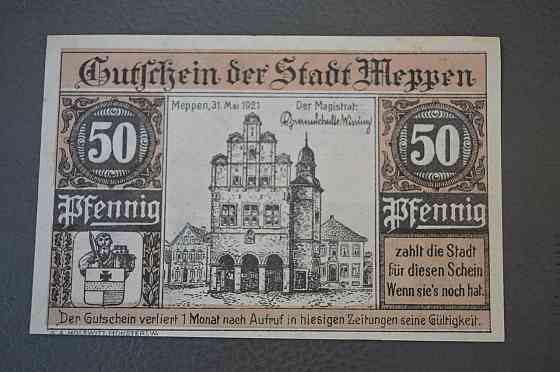 Gutschein der Stadt Meppen
50
Pfennig
Meppen, 31. Mai 1921
Der Magistrat:
50
Pfennig
zahlt die Stadt
für diesen Schein
Wenn sie's noch hat.
Der Gutschein verliert 1 Monat nach Aufruf in hiesigen Zeitungen seine Gültigkeit.